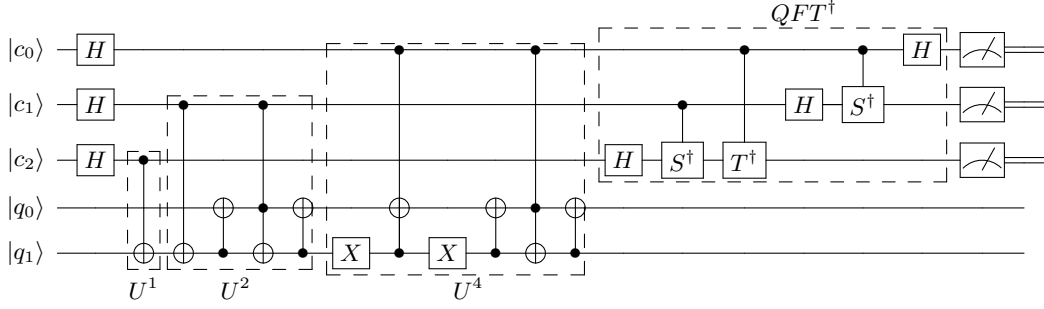 QFT†
|c₀⟩ H H
|c₁⟩ H H S†
|c₂⟩ H H S† T†
|q₀⟩
|q₁⟩ X X
U¹ U² U⁴